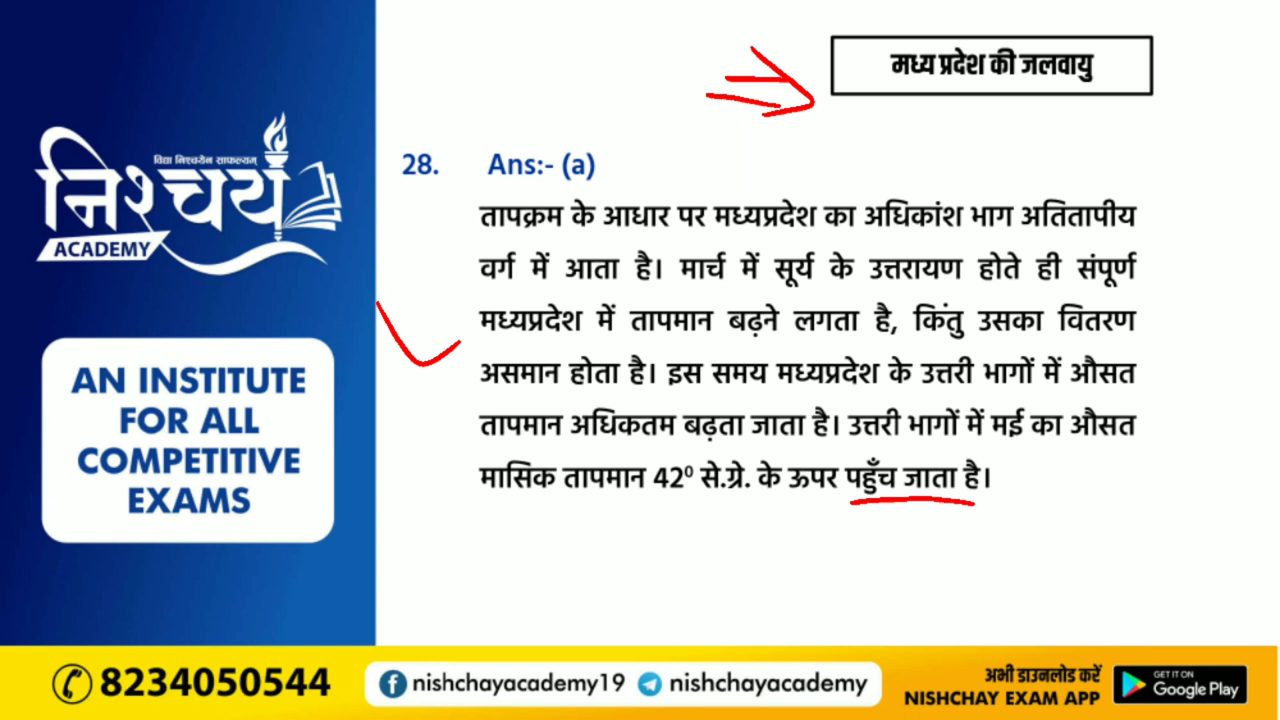 मध्य प्रदेश की जलवायु
विद्या निश्चयेन साफल्यम्
निश्चय
ACADEMY
AN INSTITUTE
FOR ALL
COMPETITIVE
EXAMS
28. Ans:- (a)
तापक्रम के आधार पर मध्यप्रदेश का अधिकांश भाग अतितापीय
वर्ग में आता है। मार्च में सूर्य के उत्तरायण होते ही संपूर्ण
मध्यप्रदेश में तापमान बढ़ने लगता है, किंतु उसका वितरण
असमान होता है। इस समय मध्यप्रदेश के उत्तरी भागों में औसत
तापमान अधिकतम बढ़ता जाता है। उत्तरी भागों में मई का औसत
मासिक तापमान 42⁰ से.ग्रे. के ऊपर पहुँच जाता है।
8234050544
nishchayacademy19 nishchayacademy
अभी डाउनलोड करें
NISHCHAY EXAM APP
GET IT ON
Google Play